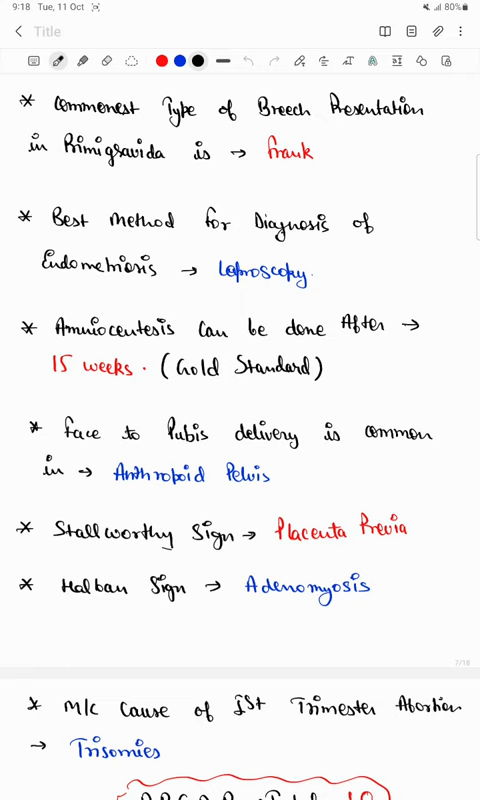 9:18 Tue, 11 Oct 80%
Title
* Commonest Type of Breech Presentation
in Primigravida is → frank
* Best Method for Diagnosis of
Endometriosis → Laproscopy.
* Amniocentesis can be done After →
15 weeks. (Gold Standard)
* face to Pubis delivery is common
in → Anthropoid Pelvis
* Stallworthy Sign → Placenta Previa
* Halban Sign → Adenomyosis
7/18
* M/c Cause of Ist Trimester Abortion
→ Trisomies